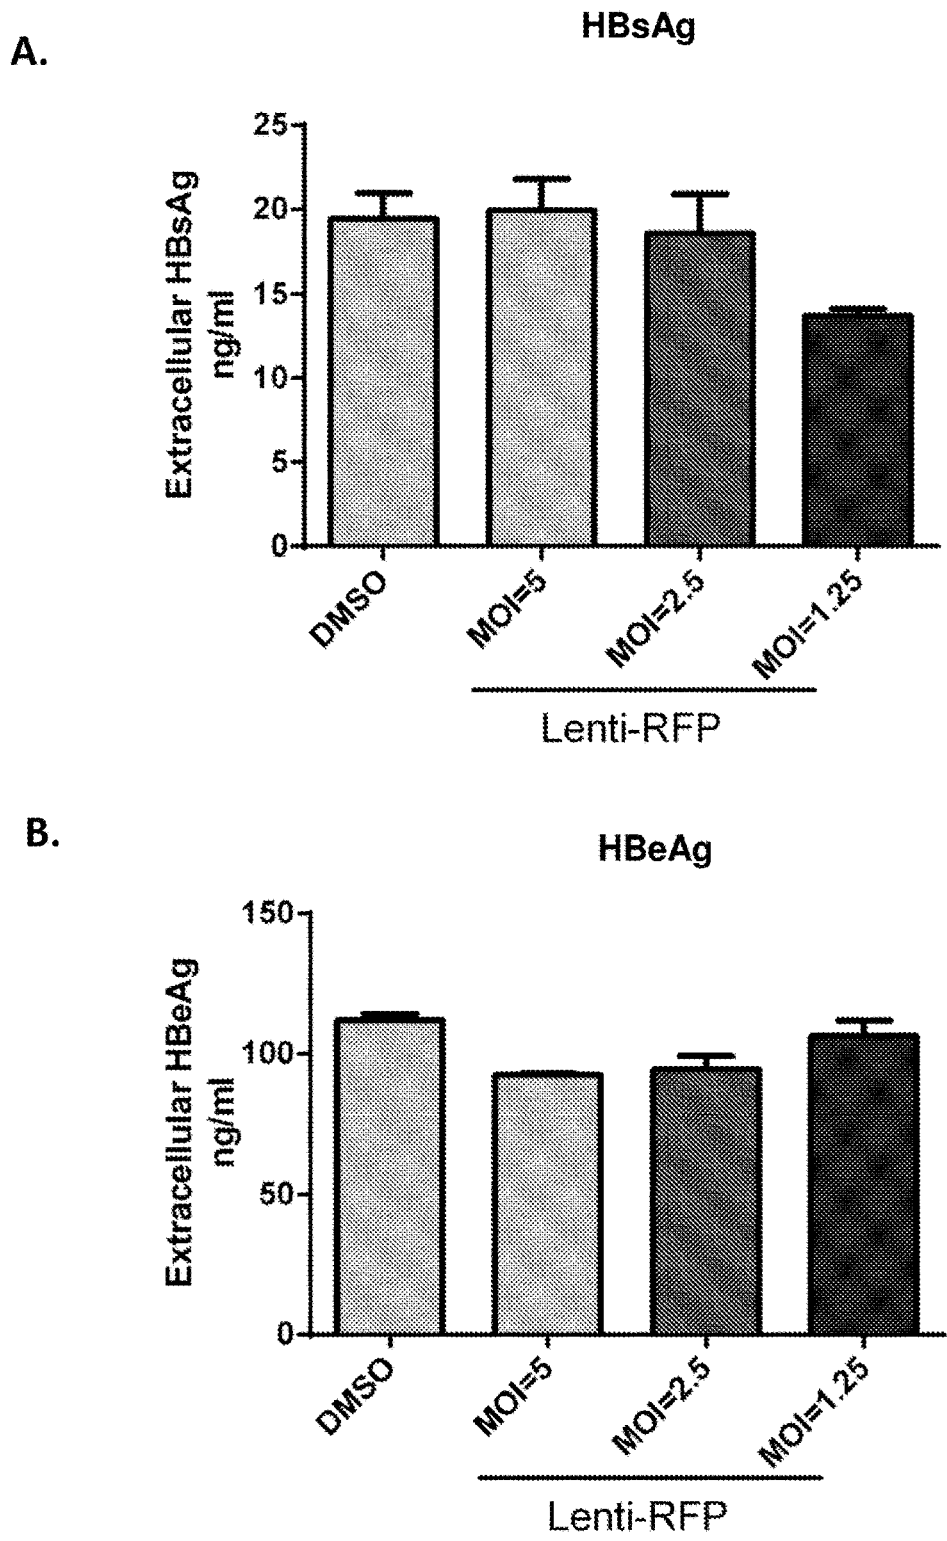 A.
HBsAg
Extracellular HBsAg
ng/ml
25
20
15
10
5
0
DMSO
MOI=5
MOI=2.5
MOI=1.25
Lenti-RFP
B.
HBeAg
Extracellular HBeAg
ng/ml
150
100
50
0
DMSO
MOI=5
MOI=2.5
MOI=1.25
Lenti-RFP